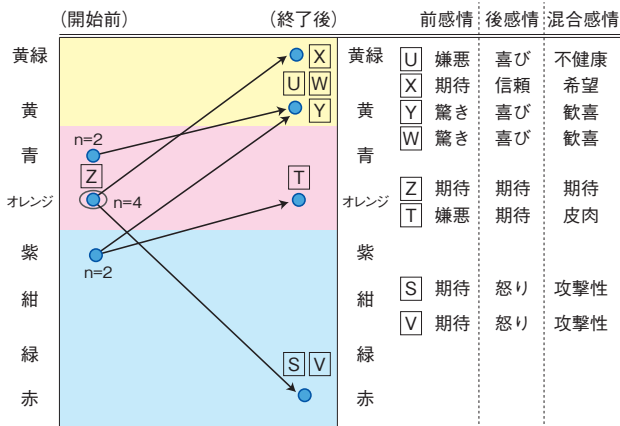 (開始前) (終了後) 前感情 後感情 混合感情
黄緑 X 黄緑 U 嫌悪 喜び 不健康
U W X 期待 信頼 希望
黄 Y 黄 Y 驚き 喜び 歓喜
W 驚き 喜び 歓喜
青 n=2 青
Z T Z 期待 期待 期待
オレンジ n=4 オレンジ T 嫌悪 期待 皮肉
紫 n=2 紫
紺 紺 S 期待 怒り 攻撃性
V 期待 怒り 攻撃性
緑 S V 緑
赤 赤